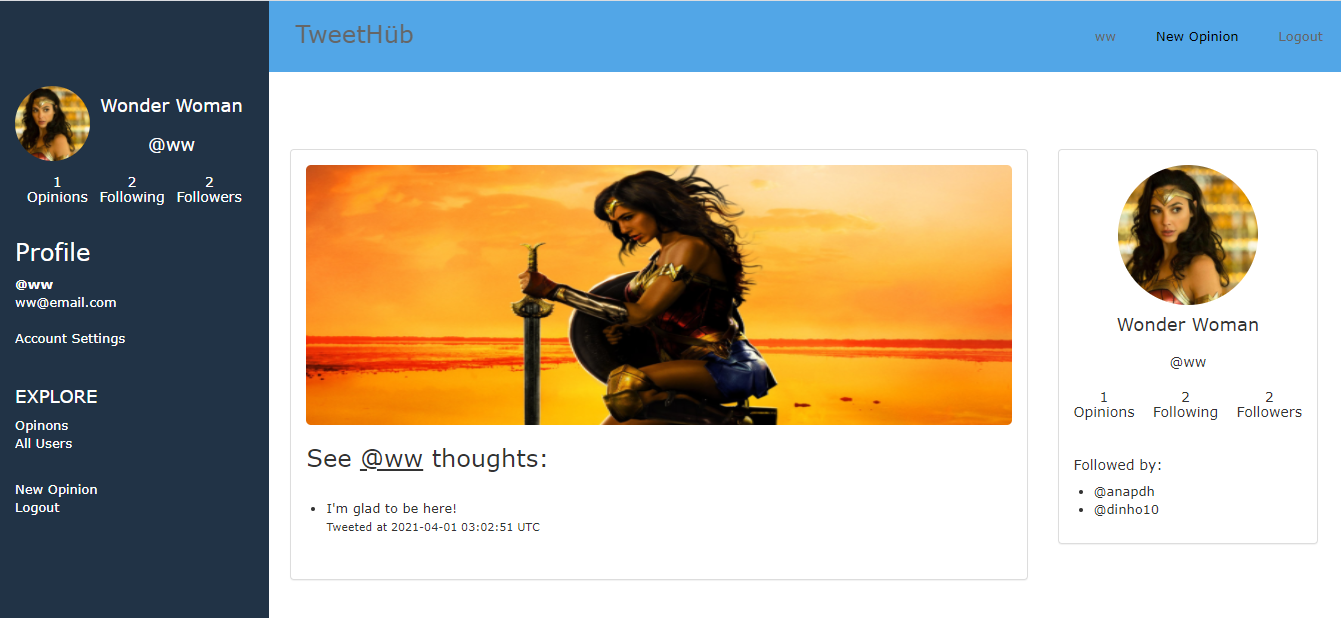 TweetHüb
ww
New Opinion
Logout
Wonder Woman
@ww
1 2 2
Opinions Following Followers
Profile
@ww
ww@email.com
Account Settings
EXPLORE
Opinons
All Users
New Opinion
Logout
See @ww thoughts:
I'm glad to be here!
Tweeted at 2021-04-01 03:02:51 UTC
Wonder Woman
@ww
1 2 2
Opinions Following Followers
Followed by:
@anapdh
@dinho10